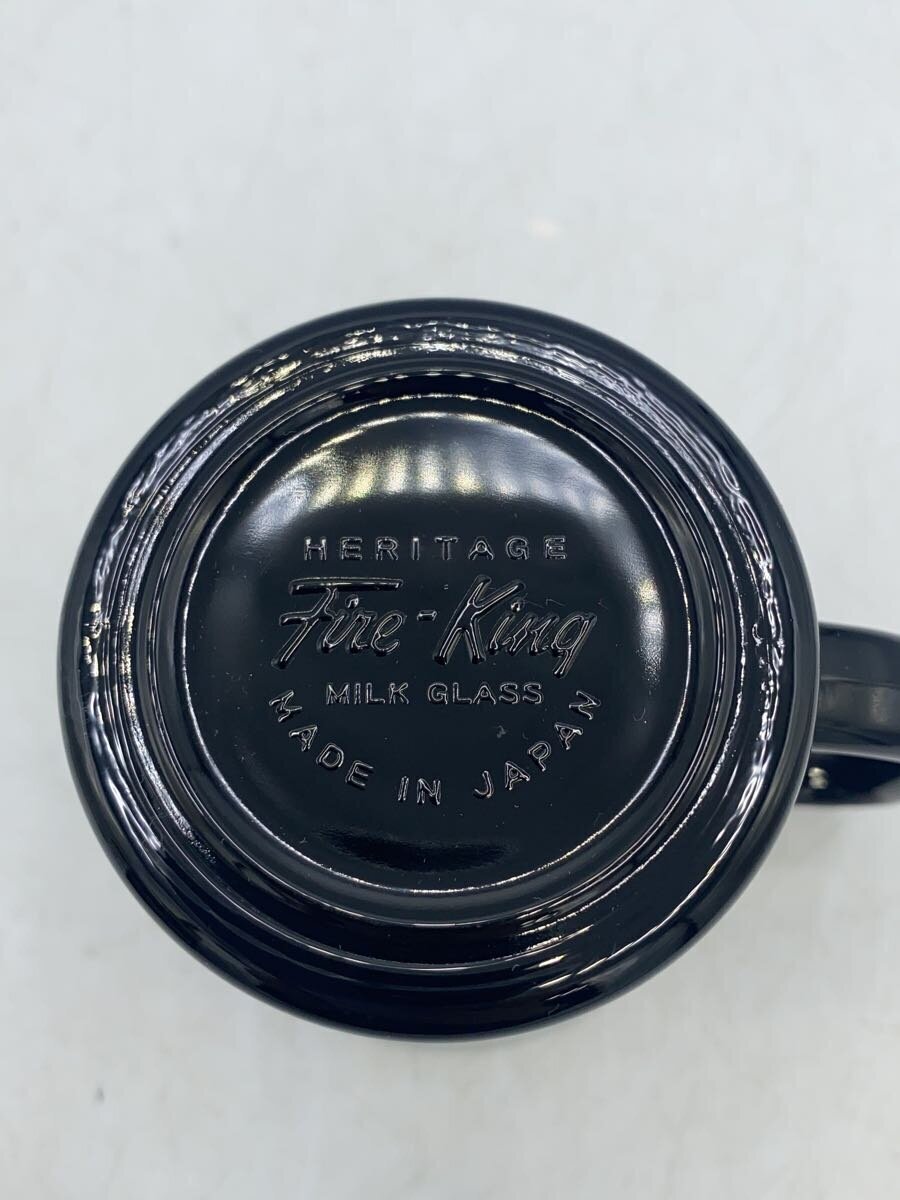 HERITAGE
Fire-King
MILK GLASS
MADE IN JAPAN